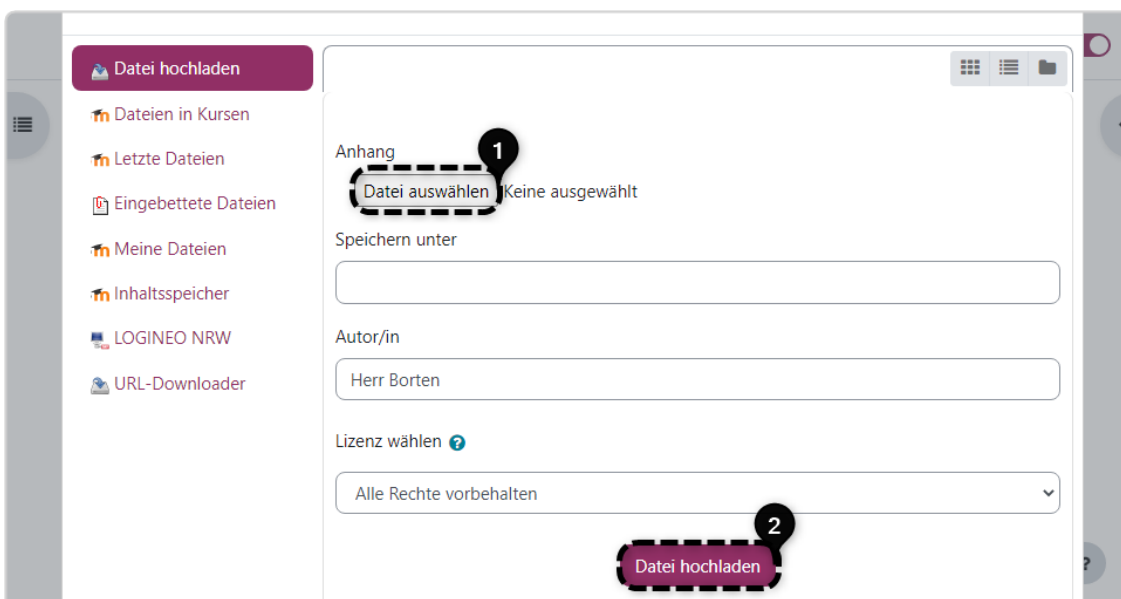 Datei hochladen
Dateien in Kursen
Letzte Dateien
Eingebettete Dateien
Meine Dateien
Inhaltsspeicher
LOGINEO NRW
URL-Downloader
Anhang
1
Datei auswählen Keine ausgewählt
Speichern unter
Autor/in
Herr Borten
Lizenz wählen ?
Alle Rechte vorbehalten
2
Datei hochladen
?